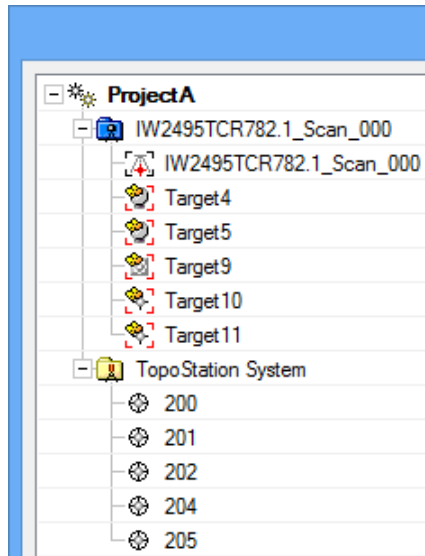 ProjectA
IW2495TCR782.1_Scan_000
IW2495TCR782.1_Scan_000
Target4
Target5
Target9
Target10
Target11
TopoStation System
200
201
202
204
205